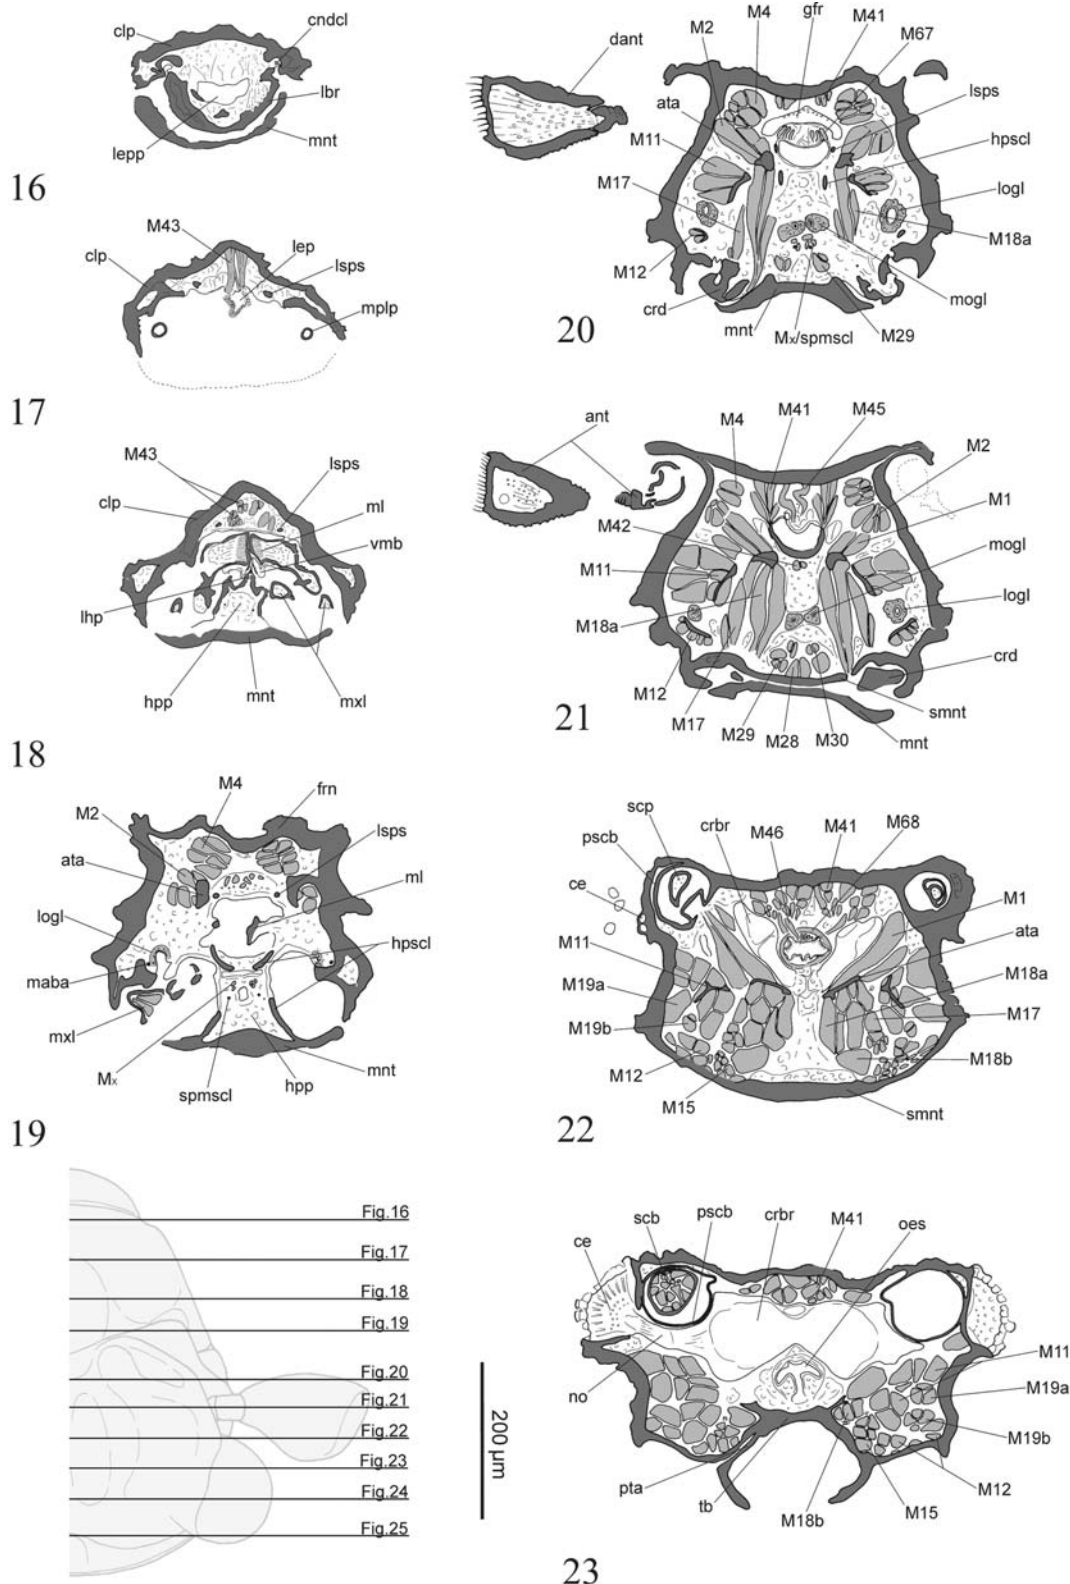 clp
cndcl
lbr
mnt
lepp
16
M43
lep
clp
lsps
mplp
17
M43
lsps
clp
ml
vmb
lhp
hpp
mnt
mxl
18
M4
frn
M2
lsps
ata
ml
logl
hpscl
maba
mxl
Mx
spmscl
hpp
mnt
19
Fig.16
Fig.17
Fig.18
Fig.19
Fig.20
Fig.21
Fig.22
Fig.23
Fig.24
Fig.25
200 µm
dant
M2
M4
gfr
M41
M67
ata
lsps
M11
hpscl
M17
logl
M12
M18a
crd
mogl
mnt
Mx/spmscl
M29
20
ant
M4
M41
M45
M2
M42
M1
M11
mogl
M18a
logl
crd
M12
smnt
M17
M29
M28
M30
mnt
21
scp
pscb
crbr
M46
M41
M68
ce
M1
M11
ata
M19a
M18a
M19b
M17
M12
M18b
M15
smnt
22
scb
pscb
crbr
M41
oes
ce
M11
no
M19a
M19b
pta
tb
M12
M18b
M15
23